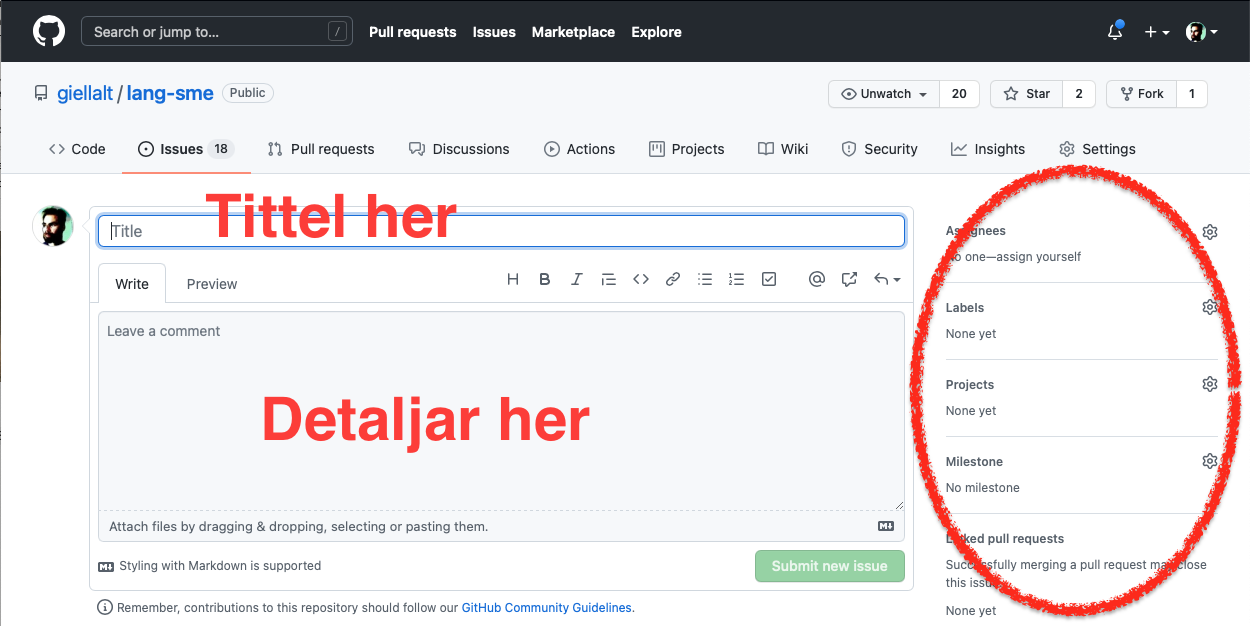 Search or jump to... /
Pull requests Issues Marketplace Explore
giellalt / lang-sme Public
Unwatch 20 Star 2 Fork 1
Code Issues 18 Pull requests Discussions Actions Projects Wiki Security Insights Settings
Title
Tittel her
Write Preview
Leave a comment
Detaljar her
Attach files by dragging & dropping, selecting or pasting them.
Styling with Markdown is supported
Submit new issue
Remember, contributions to this repository should follow our GitHub Community Guidelines.
Assignees
No one—assign yourself
Labels
None yet
Projects
None yet
Milestone
No milestone
Linked pull requests
Successfully merging a pull request may close
this issue.
None yet